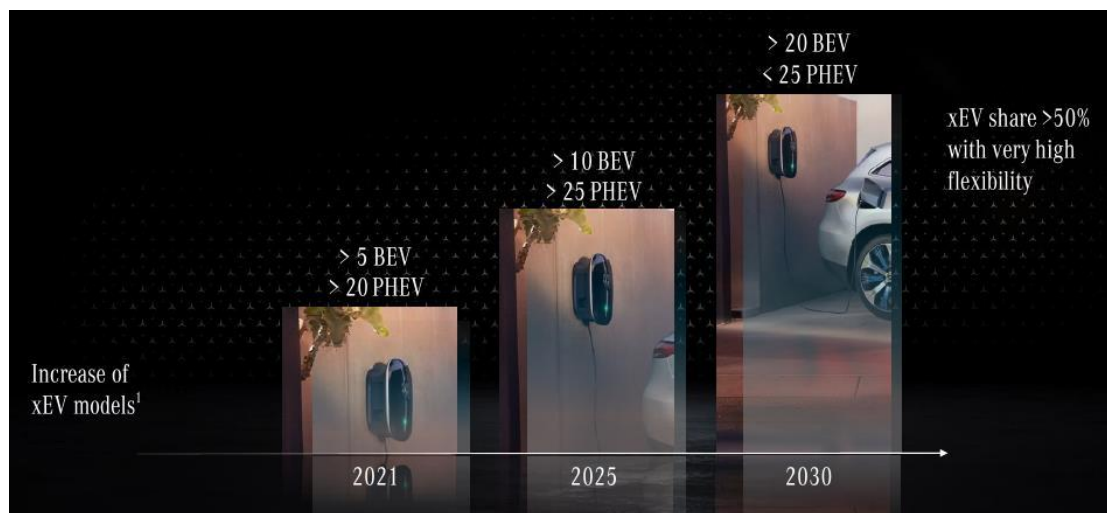 > 20 BEV
< 25 PHEV
xEV share >50%
with very high
flexibility
> 10 BEV
> 25 PHEV
> 5 BEV
> 20 PHEV
Increase of
xEV models¹
2021
2025
2030